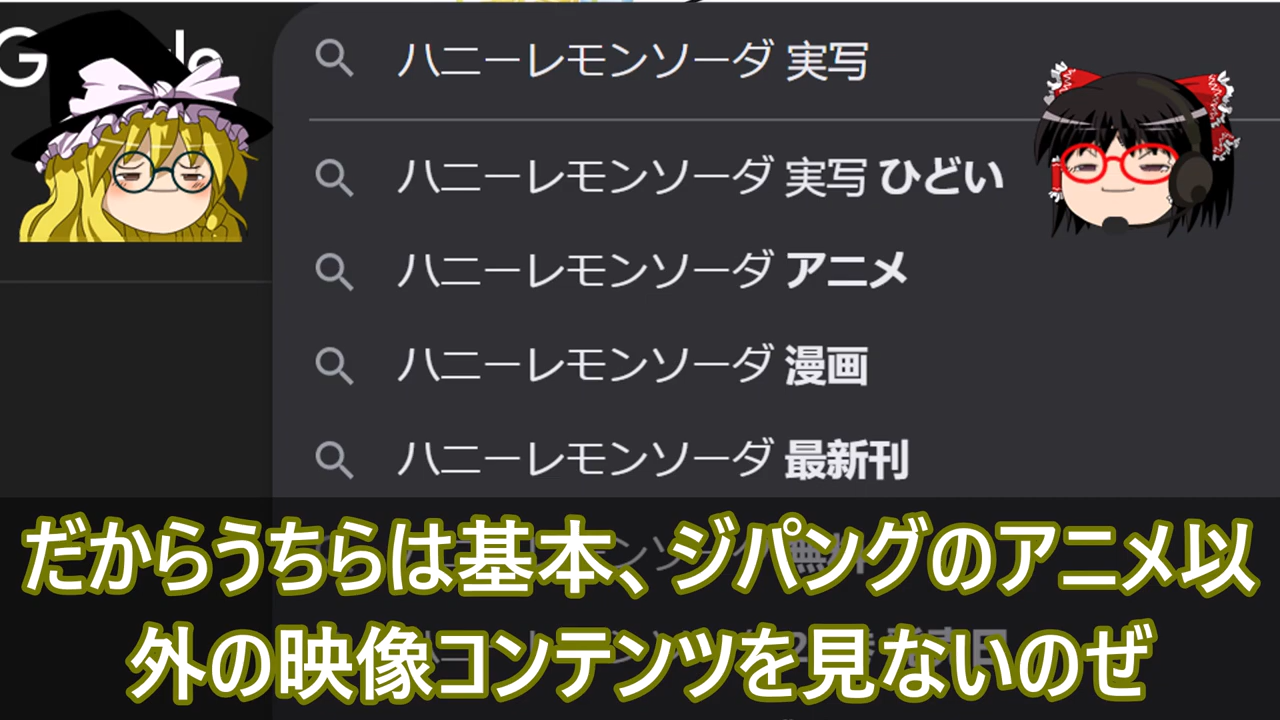 ハニーレモンソーダ 実写
ハニーレモンソーダ 実写 ひどい
ハニーレモンソーダ アニメ
ハニーレモンソーダ 漫画
ハニーレモンソーダ 最新刊
だからうちらは基本、ジパングのアニメ以
外の映像コンテンツを見ないのぜ